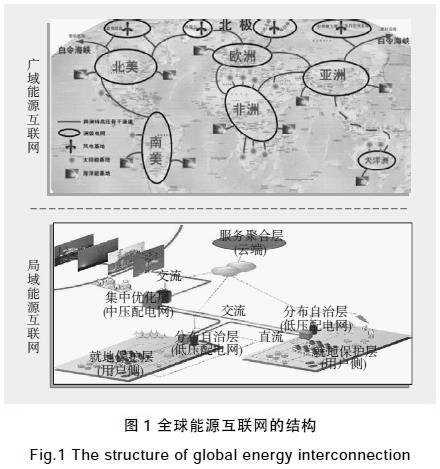 北 极
白令海峡
白令海峡
北美
欧洲
亚洲
非洲
南美
大洋洲
跨洲特高压骨干通道
洲级电网
风电基地
太阳能基地
海洋能基地
广域能源互联网
局域能源互联网
服务聚合层
(云端)
交流
集中优化层
(中压配电网)
交流
分布自治层
(低压配电网)
分布自治层
(低压配电网)
直流
就地保护层
(用户侧)
就地保护层
(用户侧)
图 1 全球能源互联网的结构
Fig.1 The structure of global energy interconnection